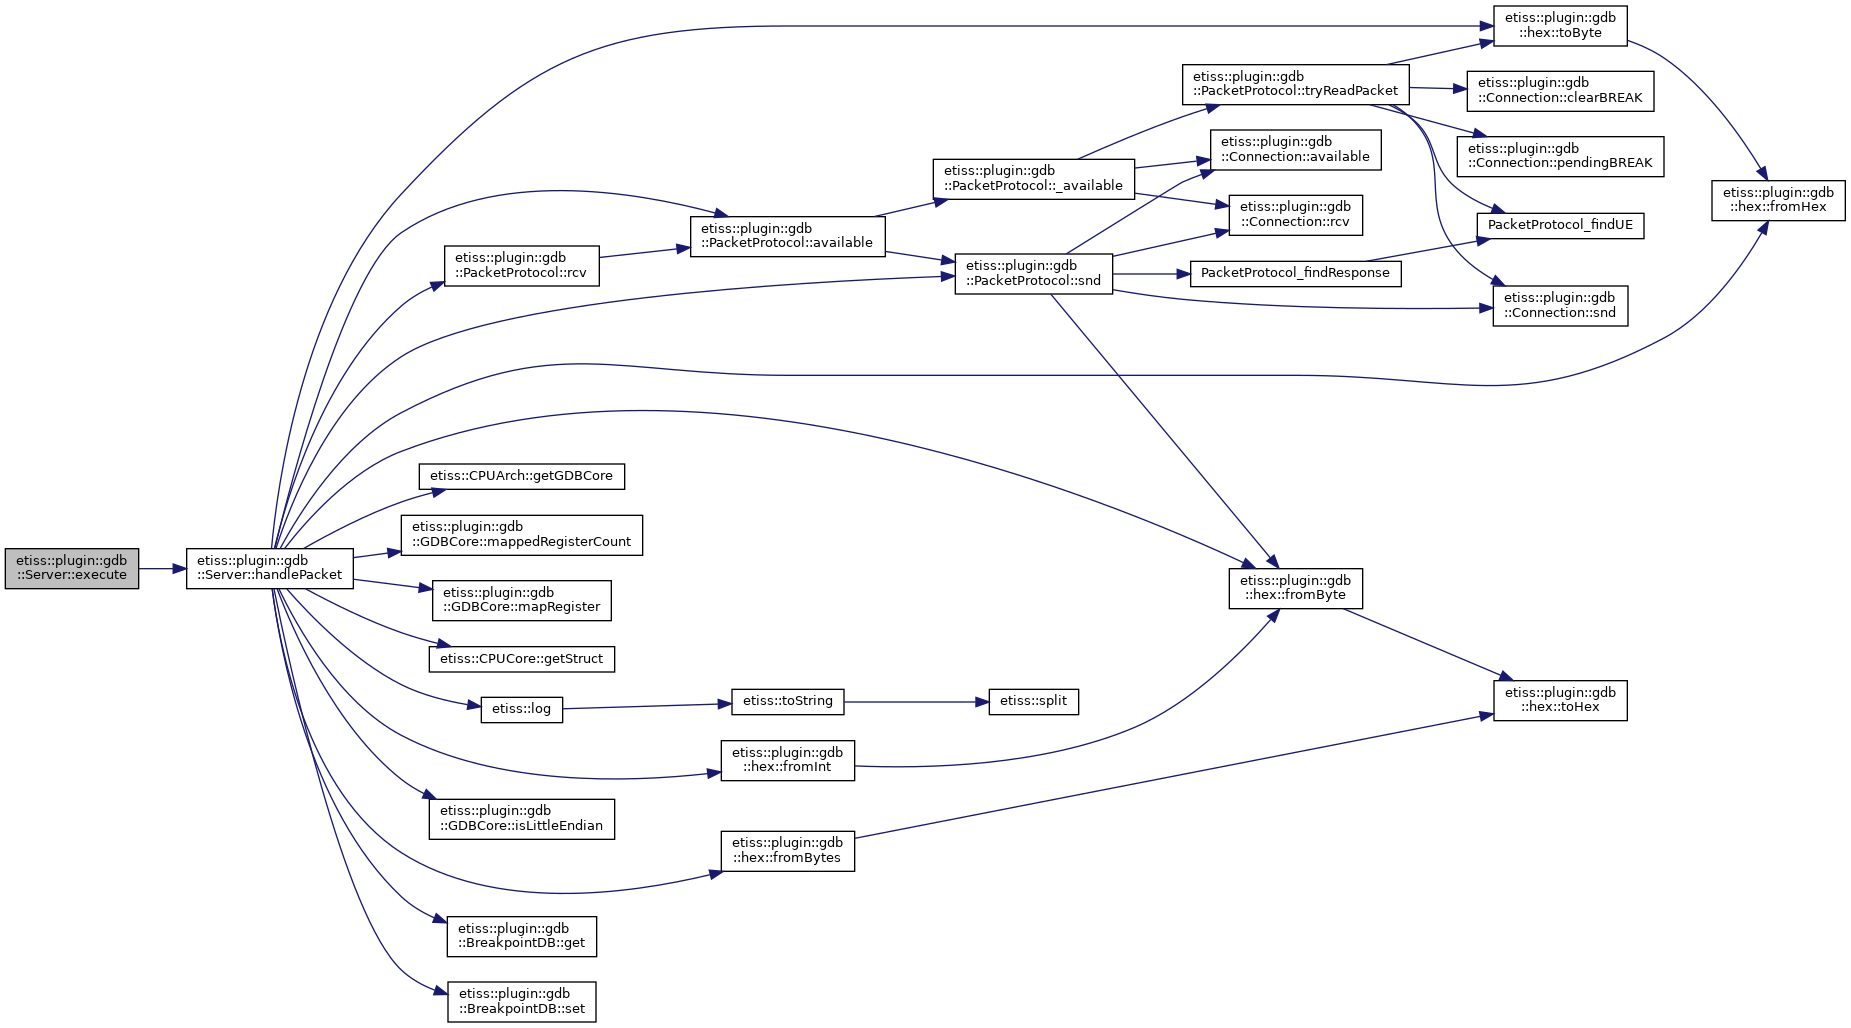 etiss::plugin::gdb
::hex::toByte
etiss::plugin::gdb
::PacketProtocol::tryReadPacket
etiss::plugin::gdb
::Connection::clearBREAK
etiss::plugin::gdb
::Connection::available
etiss::plugin::gdb
::Connection::pendingBREAK
etiss::plugin::gdb
::PacketProtocol::_available
etiss::plugin::gdb
::hex::fromHex
etiss::plugin::gdb
::Connection::rcv
etiss::plugin::gdb
::PacketProtocol::available
PacketProtocol_findUE
etiss::plugin::gdb
::PacketProtocol::rcv
etiss::plugin::gdb
::PacketProtocol::snd
PacketProtocol_findResponse
etiss::plugin::gdb
::Connection::snd
etiss::CPUArch::getGDBCore
etiss::plugin::gdb
::GDBCore::mappedRegisterCount
etiss::plugin::gdb
::Server::execute
etiss::plugin::gdb
::Server::handlePacket
etiss::plugin::gdb
::GDBCore::mapRegister
etiss::plugin::gdb
::hex::fromByte
etiss::CPUCore::getStruct
etiss::log
etiss::toString
etiss::split
etiss::plugin::gdb
::hex::toHex
etiss::plugin::gdb
::hex::fromInt
etiss::plugin::gdb
::GDBCore::isLittleEndian
etiss::plugin::gdb
::hex::fromBytes
etiss::plugin::gdb
::BreakpointDB::get
etiss::plugin::gdb
::BreakpointDB::set